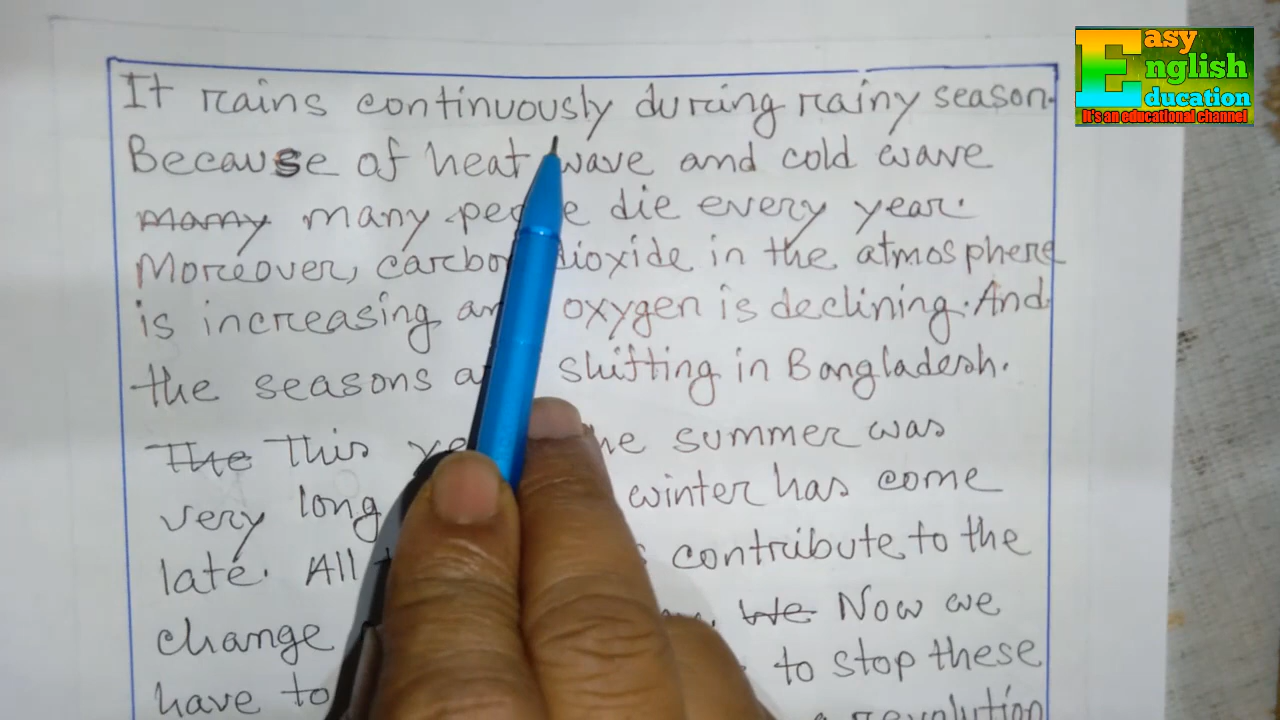 It rains continuously during rainy season.
Because of heat wave and cold wave
many many people die every year.
Moreover, carbon dioxide in the atmosphere
is increasing and oxygen is declining. And
the seasons shifting in Bangladesh.
The This the summer was
very long winter has come
late. All contribute to the
change We Now we
have to to stop these
a revolution
Easy
English
Education
It's an educational channel